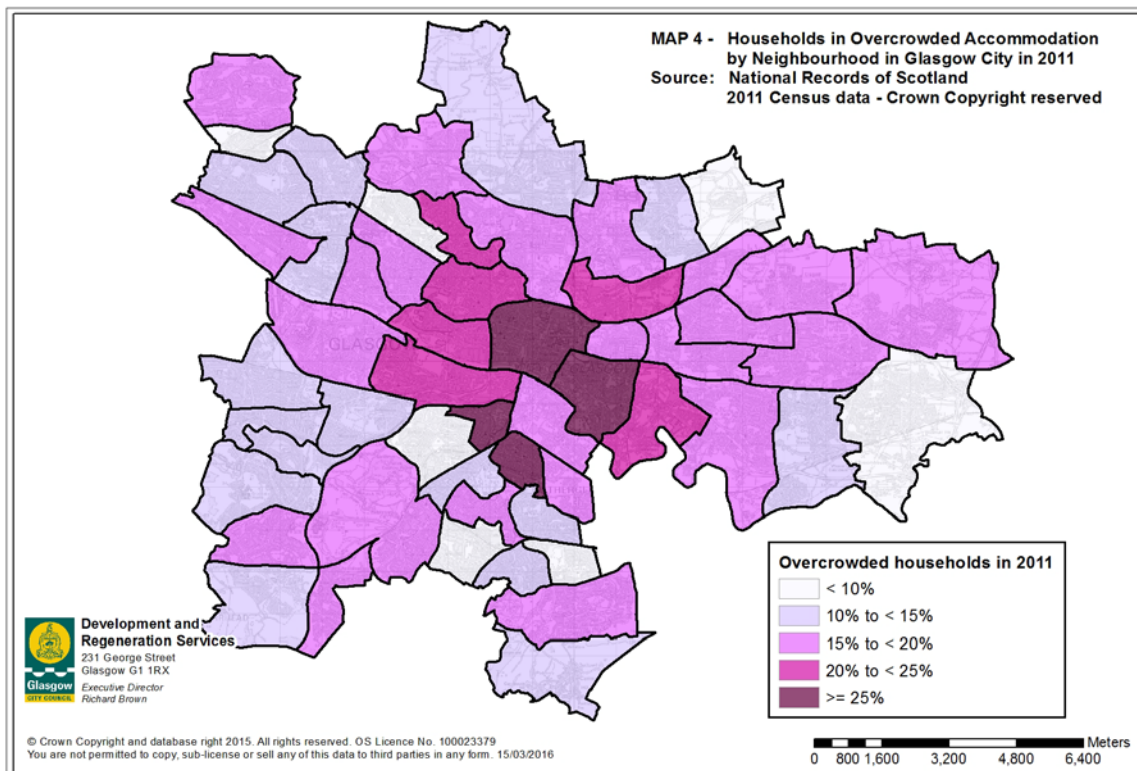 MAP 4 - Households in Overcrowded Accommodation
by Neighbourhood in Glasgow City in 2011
Source: National Records of Scotland
2011 Census data - Crown Copyright reserved
Overcrowded households in 2011
< 10%
10% to < 15%
15% to < 20%
20% to < 25%
>= 25%
Development and
Regeneration Services
231 George Street
Glasgow G1 1RX
Executive Director
Richard Brown
Glasgow
CITY COUNCIL
© Crown Copyright and database right 2015. All rights reserved. OS Licence No. 100023379
You are not permitted to copy, sub-license or sell any of this data to third parties in any form. 15/03/2016
Meters
0 800 1,600 3,200 4,800 6,400